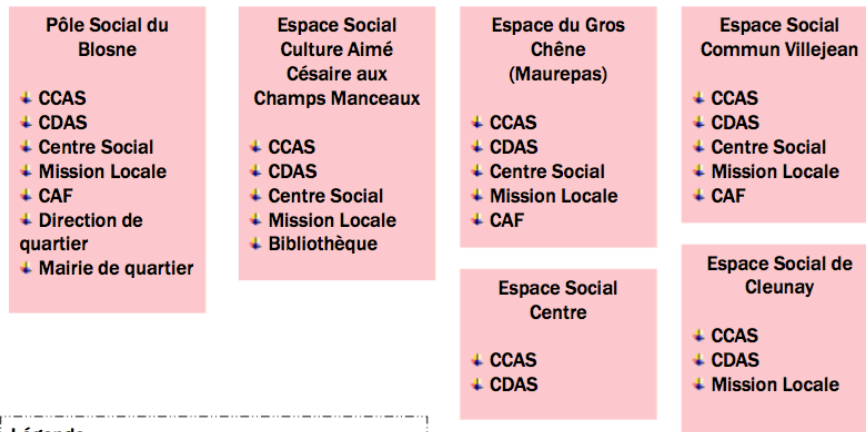 Pôle Social du
Blosne
CCAS
CDAS
Centre Social
Mission Locale
CAF
Direction de
quartier
Mairie de quartier
Espace Social
Culture Aimé
Césaire aux
Champs Manceaux
CCAS
CDAS
Centre Social
Mission Locale
Bibliothèque
Espace du Gros
Chêne
(Maurepas)
CCAS
CDAS
Centre Social
Mission Locale
CAF
Espace Social
Commun Villejean
CCAS
CDAS
Centre Social
Mission Locale
CAF
Espace Social
Centre
CCAS
CDAS
Espace Social de
Cleunay
CCAS
CDAS
Mission Locale
Légende